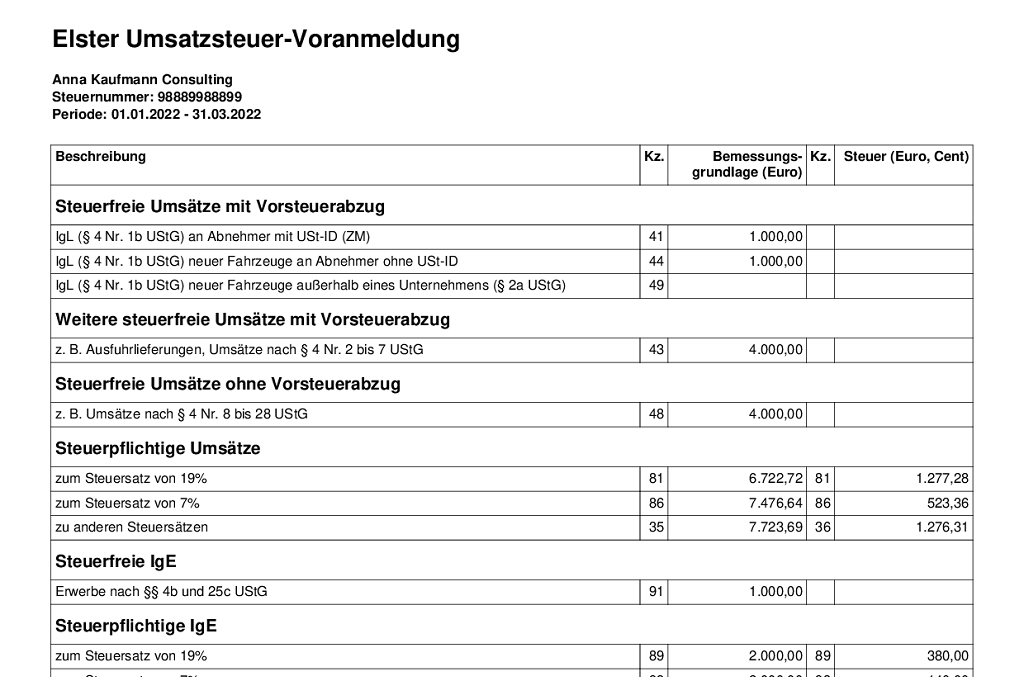 Elster Umsatzsteuer-Voranmeldung
Anna Kaufmann Consulting
Steuernummer: 98889988899
Periode: 01.01.2022 - 31.03.2022
Beschreibung Kz. Bemessungs- Kz. Steuer (Euro, Cent)
grundlage (Euro)
Steuerfreie Umsätze mit Vorsteuerabzug
IgL (§ 4 Nr. 1b UStG) an Abnehmer mit USt-ID (ZM) 41 1.000,00
IgL (§ 4 Nr. 1b UStG) neuer Fahrzeuge an Abnehmer ohne USt-ID 44 1.000,00
IgL (§ 4 Nr. 1b UStG) neuer Fahrzeuge außerhalb eines Unternehmens (§ 2a UStG) 49
Weitere steuerfreie Umsätze mit Vorsteuerabzug
z. B. Ausfuhrlieferungen, Umsätze nach § 4 Nr. 2 bis 7 UStG 43 4.000,00
Steuerfreie Umsätze ohne Vorsteuerabzug
z. B. Umsätze nach § 4 Nr. 8 bis 28 UStG 48 4.000,00
Steuerpflichtige Umsätze
zum Steuersatz von 19% 81 6.722,72 81 1.277,28
zum Steuersatz von 7% 86 7.476,64 86 523,36
zu anderen Steuersätzen 35 7.723,69 36 1.276,31
Steuerfreie IgE
Erwerbe nach §§ 4b und 25c UStG 91 1.000,00
Steuerpflichtige IgE
zum Steuersatz von 19% 89 2.000,00 89 380,00